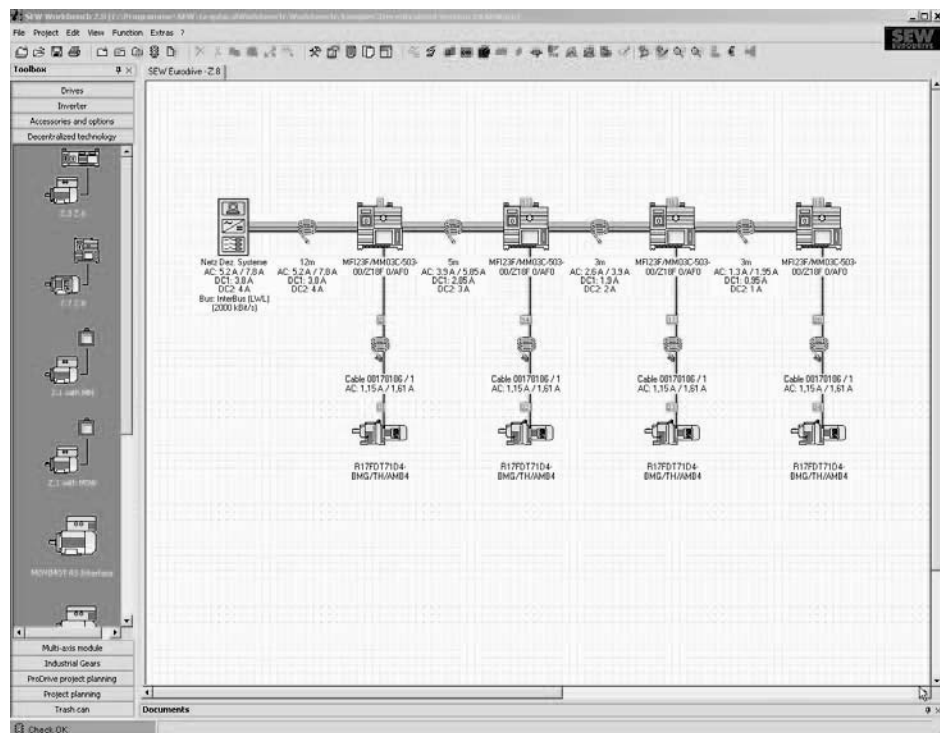 SEW Workbench 2.0
File Project Edit View Function Extras ?
SEW
EURODRIVE
Toolbox
SEW Eurodrive - Z.8
Drives
Inverter
Accessories and options
Decentralized technology
Netz Dez. Systeme
AC: 5,2 A / 7,8 A
DC1: 3,8 A
DC2: 4 A
Bus: InterBus (LWL)
(2000 kBit/s)
12m
AC: 5,2 A / 7,8 A
DC1: 3,8 A
DC2: 4 A
MFI23F/MM03C-503-
00/Z18F 0/AF0
5m
AC: 3,9 A / 5,85 A
DC1: 2,85 A
DC2: 3 A
MFI23F/MM03C-503-
00/Z18F 0/AF0
3m
AC: 2,6 A / 3,9 A
DC1: 1,9 A
DC2: 2 A
MFI23F/MM03C-503-
00/Z18F 0/AF0
3m
AC: 1,3 A / 1,95 A
DC1: 0,95 A
DC2: 1 A
MFI23F/MM03C-503-
00/Z18F 0/AF0
Cable 08178186 / 1
AC: 1,15 A / 1,61 A
Cable 08178186 / 1
AC: 1,15 A / 1,61 A
Cable 08178186 / 1
AC: 1,15 A / 1,61 A
Cable 08178186 / 1
AC: 1,15 A / 1,61 A
R17FDT71D4-
BMG/TH/AMB4
R17FDT71D4-
BMG/TH/AMB4
R17FDT71D4-
BMG/TH/AMB4
R17FDT71D4-
BMG/TH/AMB4
Multi-axis module
Industrial Gears
ProDrive project planning
Project planning
Trash can
Documents
Check OK